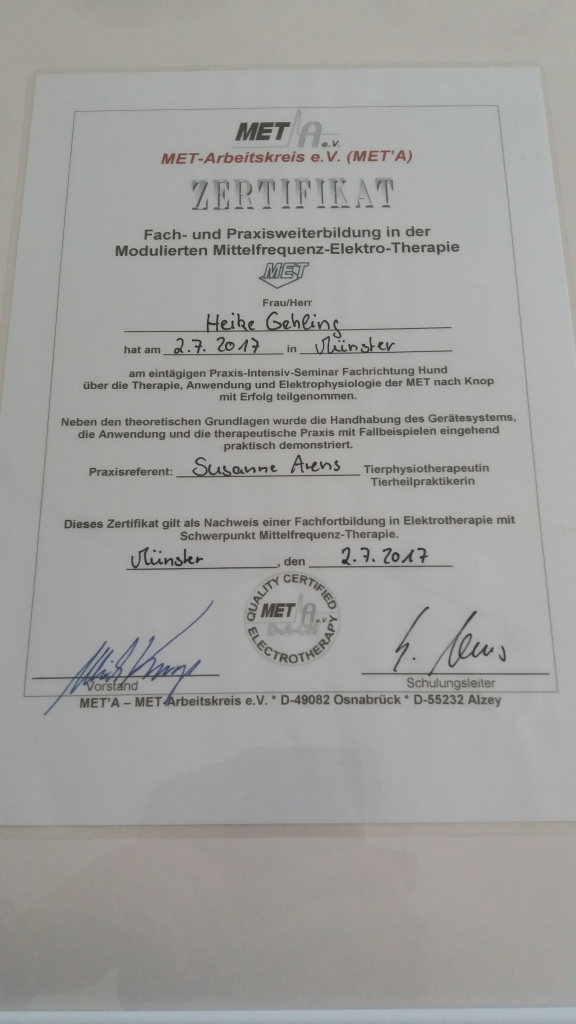 MET A e.V.
MET-Arbeitskreis e.V. (MET'A)
ZERTIFIKAT
Fach- und Praxisweiterbildung in der
Modulierten Mittelfrequenz-Elektro-Therapie
MET
Frau/Herr
Heike Gehling
hat am 2.7.2017 in Münster
am eintägigen Praxis-Intensiv-Seminar Fachrichtung Hund
über die Therapie, Anwendung und Elektrophysiologie der MET nach Knop
mit Erfolg teilgenommen.
Neben den theoretischen Grundlagen wurde die Handhabung des Gerätesystems,
die Anwendung und die therapeutische Praxis mit Fallbeispielen eingehend
praktisch demonstriert.
Praxisreferent: Susanne Arens Tierphysiotherapeutin
Tierheilpraktikerin
Dieses Zertifikat gilt als Nachweis einer Fachfortbildung in Elektrotherapie mit
Schwerpunkt Mittelfrequenz-Therapie.
Münster, den 2.7.2017
QUALITY CERTIFIED
MET A e.V.
ELECTROTHERAPY
S. Arens
Vorstand Schulungsleiter
MET'A – MET-Arbeitskreis e.V. * D-49082 Osnabrück * D-55232 Alzey